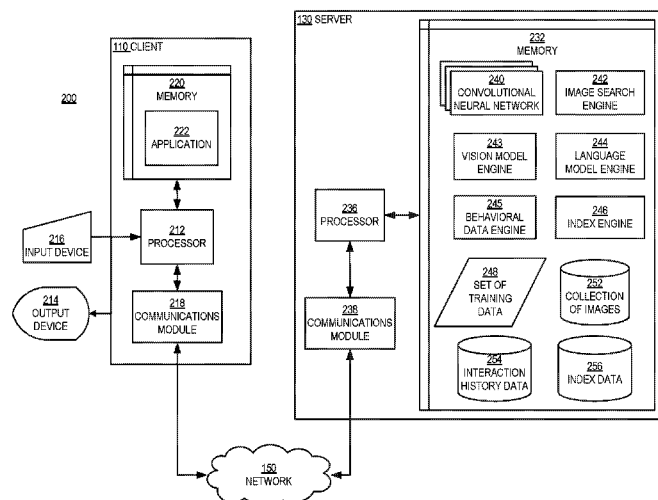 200
110 CLIENT
220
MEMORY
222
APPLICATION
216
INPUT DEVICE
212
PROCESSOR
214
OUTPUT
DEVICE
218
COMMUNICATIONS
MODULE
150
NETWORK
130 SERVER
236
PROCESSOR
238
COMMUNICATIONS
MODULE
232
MEMORY
240
CONVOLUTIONAL
NEURAL NETWORK
242
IMAGE SEARCH
ENGINE
243
VISION MODEL
ENGINE
244
LANGUAGE
MODEL ENGINE
245
BEHAVIORAL
DATA ENGINE
246
INDEX ENGINE
248
SET OF
TRAINING
DATA
252
COLLECTION
OF IMAGES
254
INTERACTION
HISTORY DATA
256
INDEX DATA